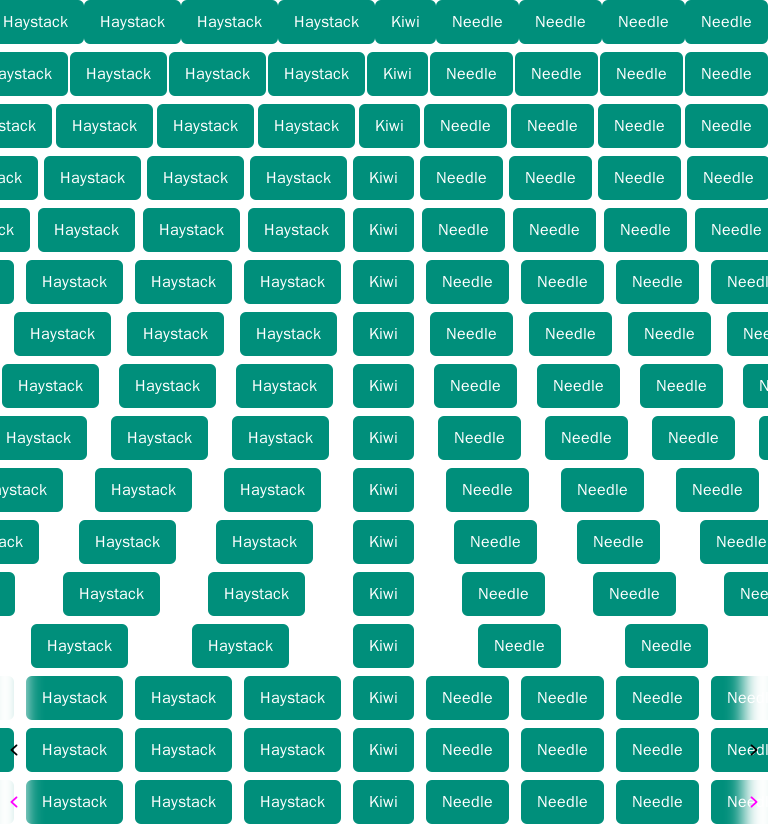 Haystack Haystack Haystack Haystack Kiwi Needle Needle Needle Needle
aystack Haystack Haystack Haystack Kiwi Needle Needle Needle Needle
stack Haystack Haystack Haystack Kiwi Needle Needle Needle Needle
ack Haystack Haystack Haystack Kiwi Needle Needle Needle Needle
ck Haystack Haystack Haystack Kiwi Needle Needle Needle Needle
Haystack Haystack Haystack Kiwi Needle Needle Needle Needl
Haystack Haystack Haystack Kiwi Needle Needle Needle Nee
Haystack Haystack Haystack Kiwi Needle Needle Needle N
Haystack Haystack Haystack Kiwi Needle Needle Needle
ystack Haystack Haystack Kiwi Needle Needle Needle
ack Haystack Haystack Kiwi Needle Needle Needle
Haystack Haystack Kiwi Needle Needle Nee
Haystack Haystack Kiwi Needle Needle
Haystack Haystack Haystack Kiwi Needle Needle Needle Need
Haystack Haystack Haystack Kiwi Needle Needle Needle Needl
Haystack Haystack Haystack Kiwi Needle Needle Needle Nee